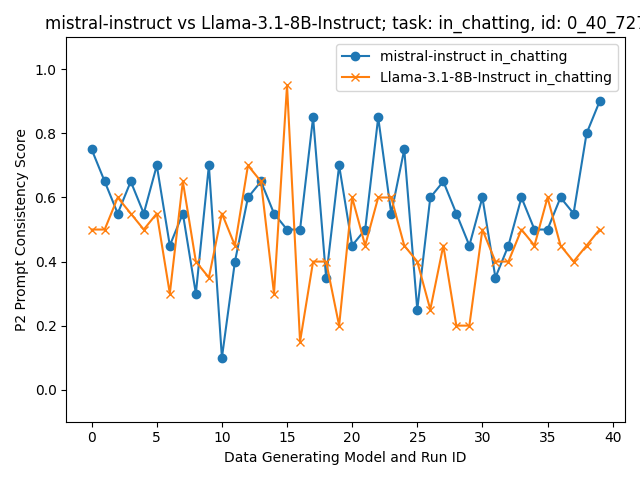 mistral-instruct vs Llama-3.1-8B-Instruct; task: in_chatting, id: 0_40_727
mistral-instruct in_chatting
Llama-3.1-8B-Instruct in_chatting
P2 Prompt Consistency Score
1.0
0.8
0.6
0.4
0.2
0.0
0 5 10 15 20 25 30 35 40
Data Generating Model and Run ID